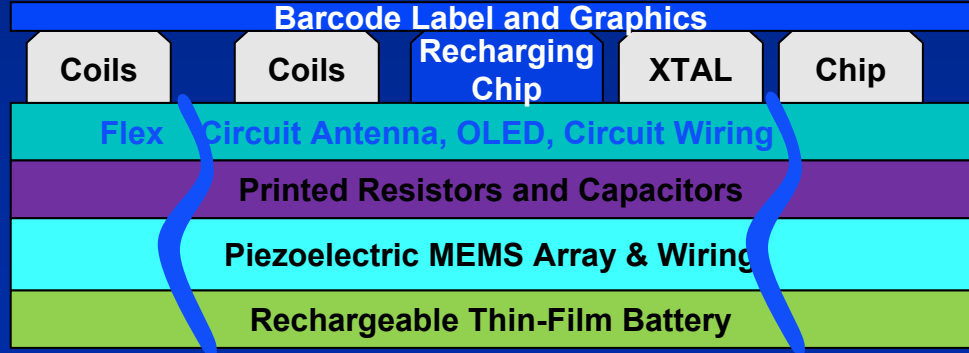 Barcode Label and Graphics
Coils
Coils
Recharging
Chip
XTAL
Chip
Flex Circuit Antenna, OLED, Circuit Wiring
Printed Resistors and Capacitors
Piezoelectric MEMS Array & Wiring
Rechargeable Thin-Film Battery